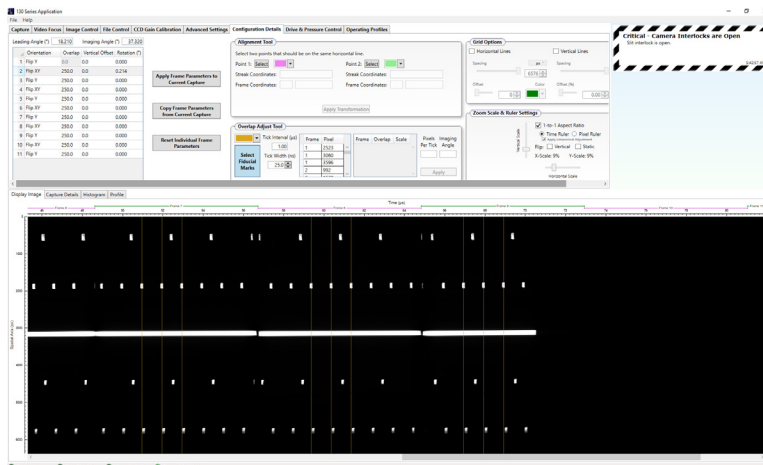 130 Series Application
File Help
Capture Video Focus Image Control File Control CCD Gain Calibration Advanced Settings Configuration Details Drive & Pressure Control Operating Profiles
Leading Angle (°) 18.210 Imaging Angle (°) 37.820
Orientation Overlap Vertical Offset Rotation (°)
1 Flip Y 0.0 0.0 0.000
2 Flip XY 250.0 0.0 0.214
3 Flip Y 250.0 0.0 0.000
4 Flip XY 250.0 0.0 0.000
5 Flip Y 250.0 0.0 0.000
6 Flip XY 250.0 0.0 0.000
7 Flip Y 250.0 0.0 0.000
8 Flip XY 250.0 0.0 0.000
9 Flip Y 250.0 0.0 0.000
10 Flip XY 250.0 0.0 0.000
11 Flip Y 250.0 0.0 0.000
Apply Frame Parameters to
Current Capture
Copy Frame Parameters
from Current Capture
Reset Individual Frame
Parameters
Alignment Tool
Select two points that should be on the same horizontal line.
Point 1: Select Point 2: Select
Streak Coordinates: Streak Coordinates:
Frame Coordinates: Frame Coordinates:
Apply Transformation
Overlap Adjust Tool
Tick Interval (μs)
1.00
Tick Width (ns)
25.0
Select
Fiducial
Marks
Frame Pixel
1 2523
1 3060
1 3596
2 902
Frame Overlap Scale
Pixels Per Tick
Imaging Angle
Apply
Grid Options
Horizontal Lines Vertical Lines
Spacing Spacing
Offset Color Offset (%)
0 0.00
Zoom Scale & Ruler Settings
1-to-1 Aspect Ratio
Time Ruler Pixel Ruler
Flip: Vertical Static
X-Scale: 9% Y-Scale: 9%
Vertical Scale
Horizontal Scale
Critical - Camera Interlocks are Open
Slit interlock is open.
Display Image Capture Details Histogram Profile
Time (μs)